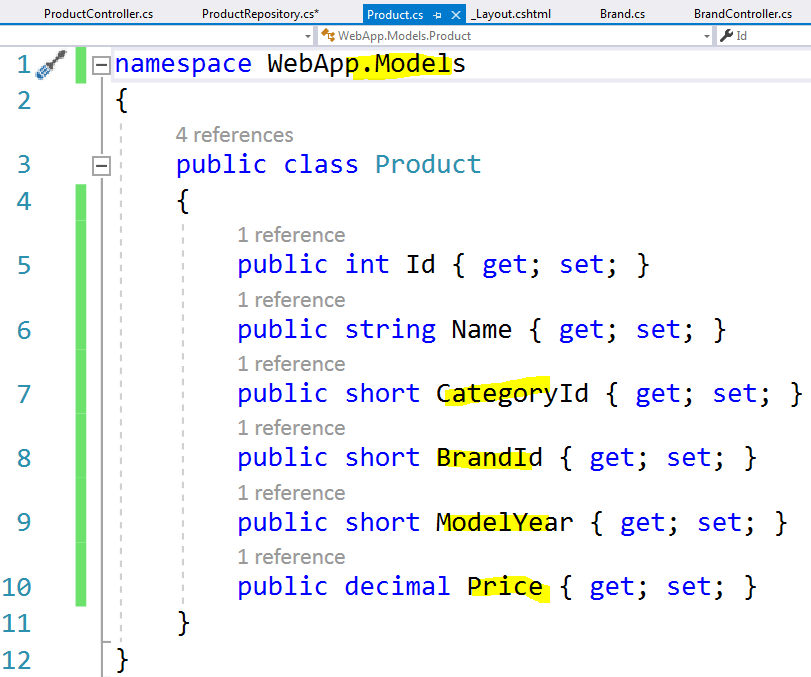 ProductController.cs ProductRepository.cs* Product.cs _Layout.cshtml Brand.cs BrandController.cs
WebApp.Models.Product Id
1 namespace WebApp.Models
2 {
4 references
3 public class Product
4 {
1 reference
5 public int Id { get; set; }
1 reference
6 public string Name { get; set; }
1 reference
7 public short CategoryId { get; set; }
1 reference
8 public short BrandId { get; set; }
1 reference
9 public short ModelYear { get; set; }
1 reference
10 public decimal Price { get; set; }
11 }
12 }